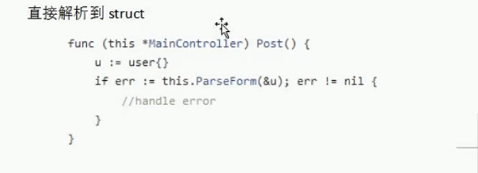 直接解析到 struct
func (this *MainController) Post() {
u := user{}
if err := this.ParseForm(&u); err != nil {
//handle error
}
}